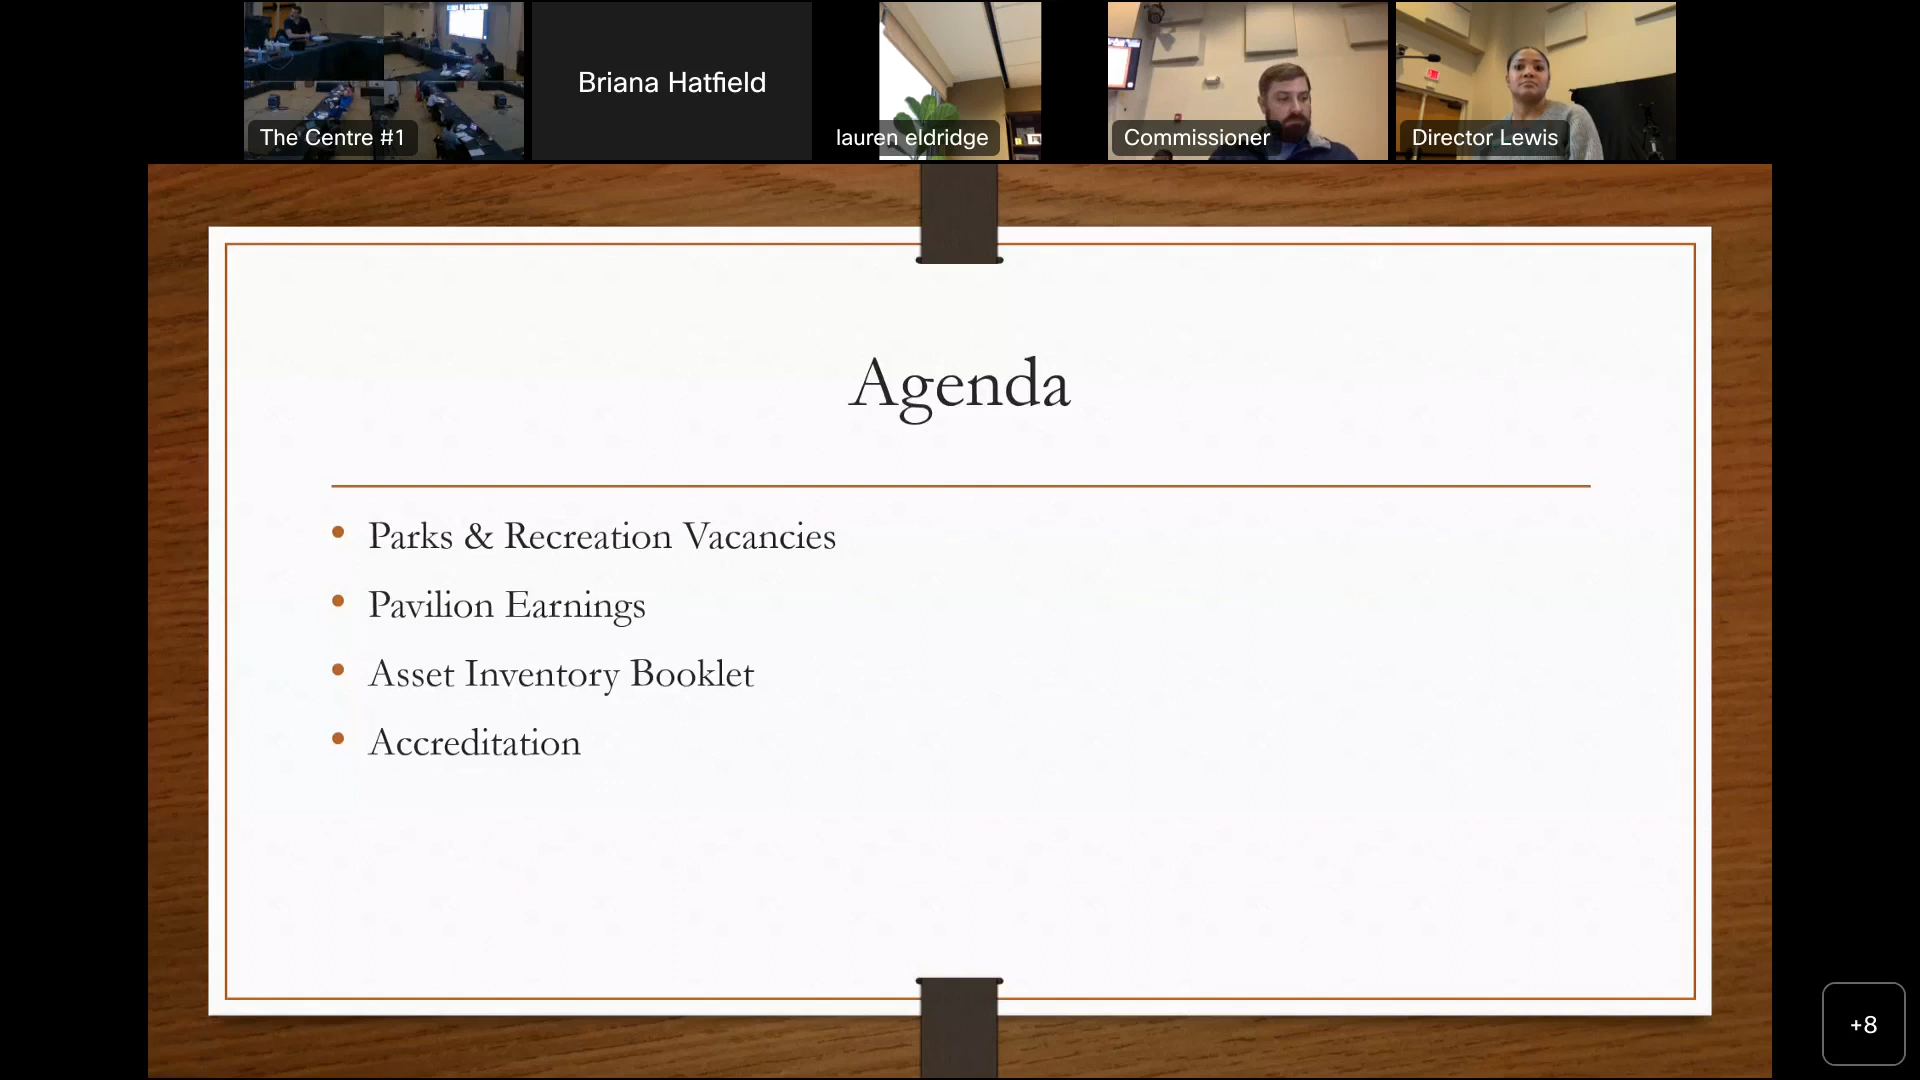 The Centre #1
Briana Hatfield
lauren eldridge
Commissioner
Director Lewis
Agenda
• Parks & Recreation Vacancies
• Pavilion Earnings
• Asset Inventory Booklet
• Accreditation
+8